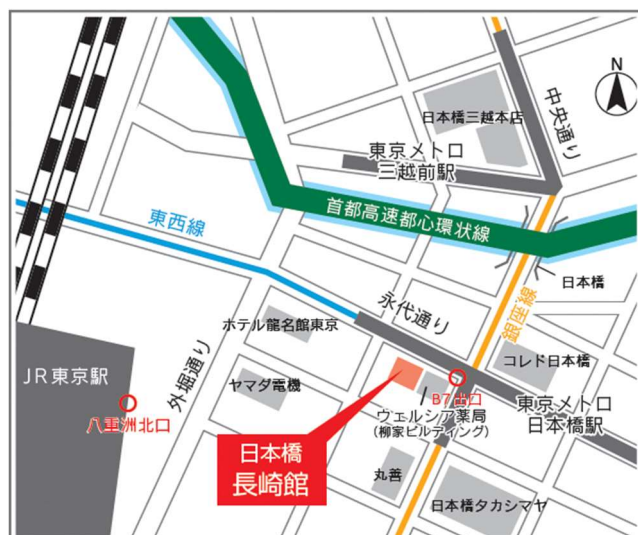 N
日本橋三越本店
中央通り
東京メトロ
三越前駅
首都高速都心環状線
東西線
日本橋
銀座線
永代通り
ホテル龍名館東京
コレド日本橋
JR東京駅
外堀通り
ヤマダ電機
B7出口
東京メトロ
日本橋駅
八重洲北口
ウェルシア薬局
(柳家ビルディング)
日本橋
長崎館
丸善
日本橋タカシマヤ